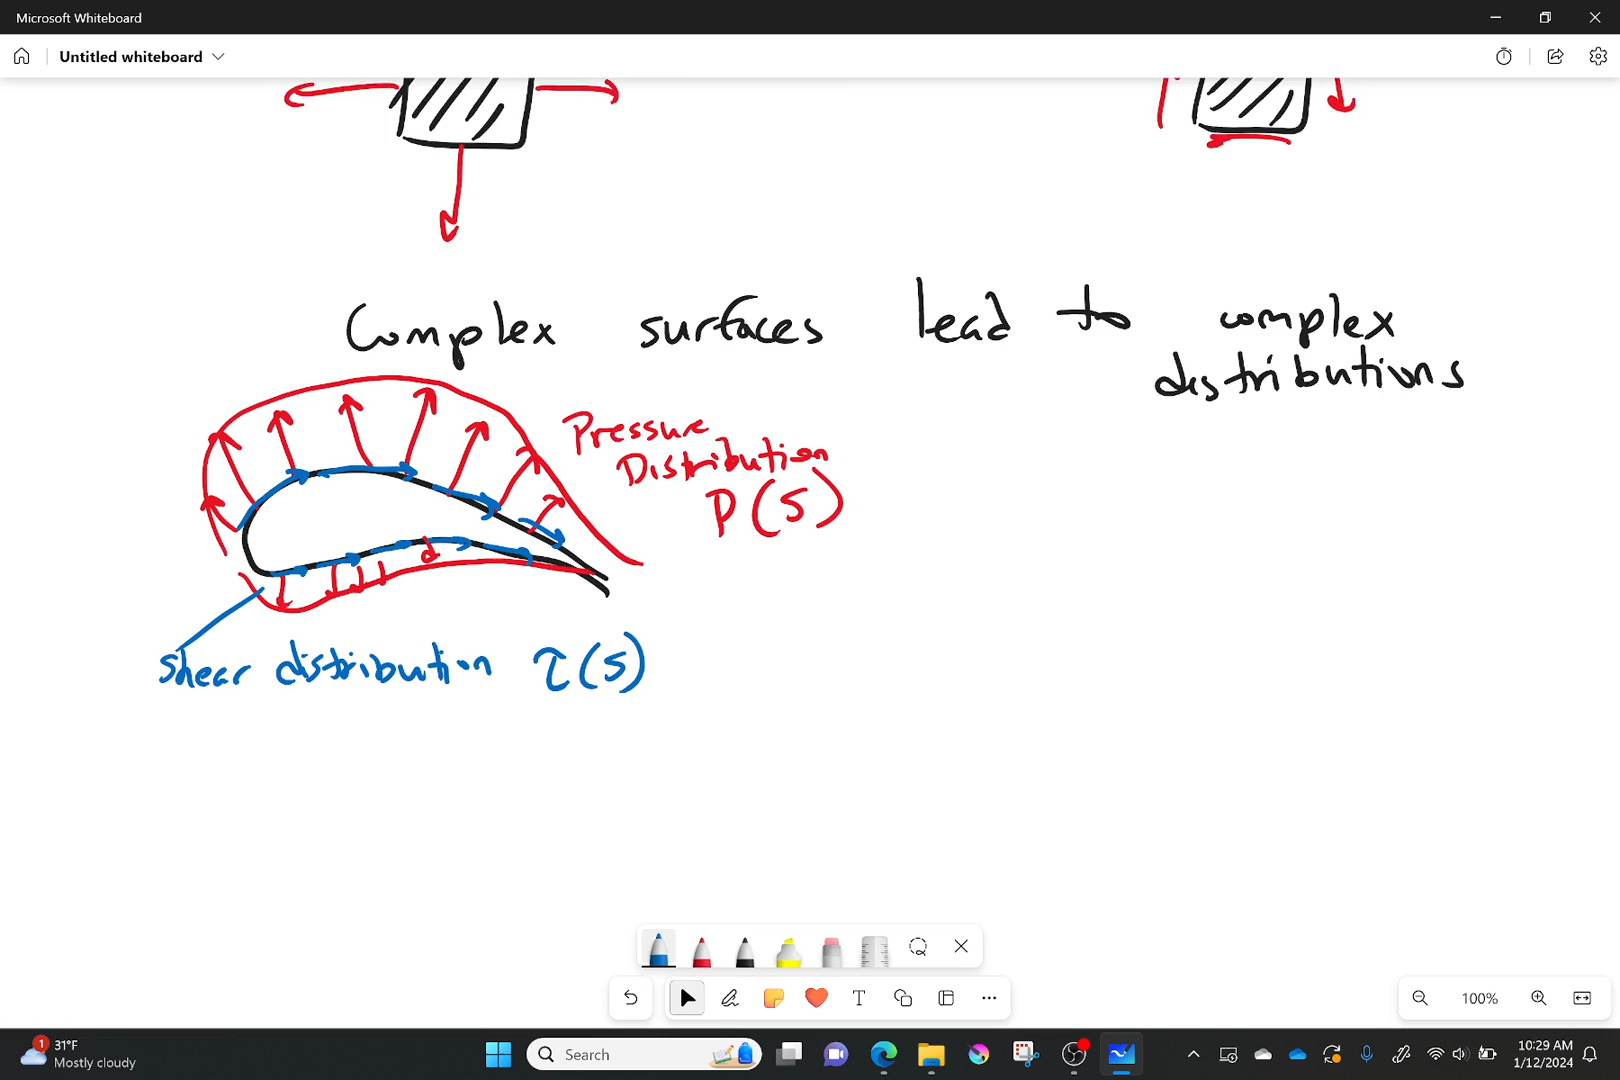 Microsoft Whiteboard
Untitled whiteboard
Complex surfaces lead to complex
distributions
Pressure
Distribution
P(S)
shear distribution τ(S)
100%
1
31°F
Mostly cloudy
Search
10:29 AM
1/12/2024